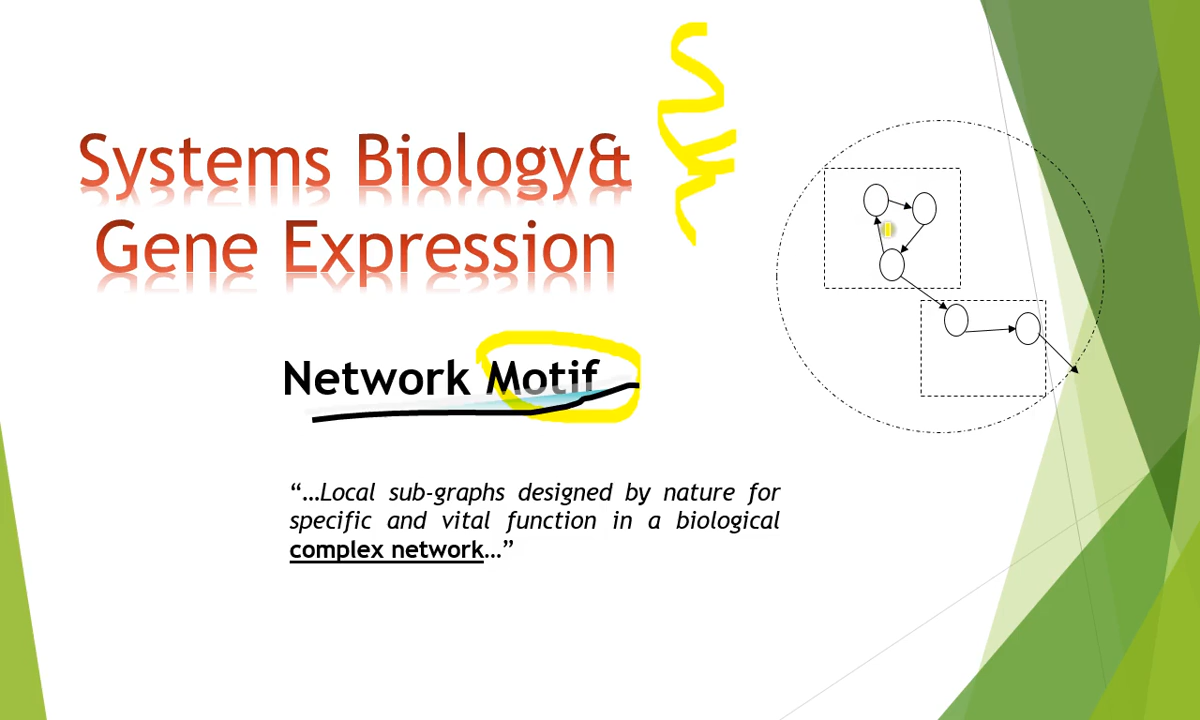 Systems Biology&
Gene Expression
Network Motif
“…Local sub-graphs designed by nature for
specific and vital function in a biological
complex network…”